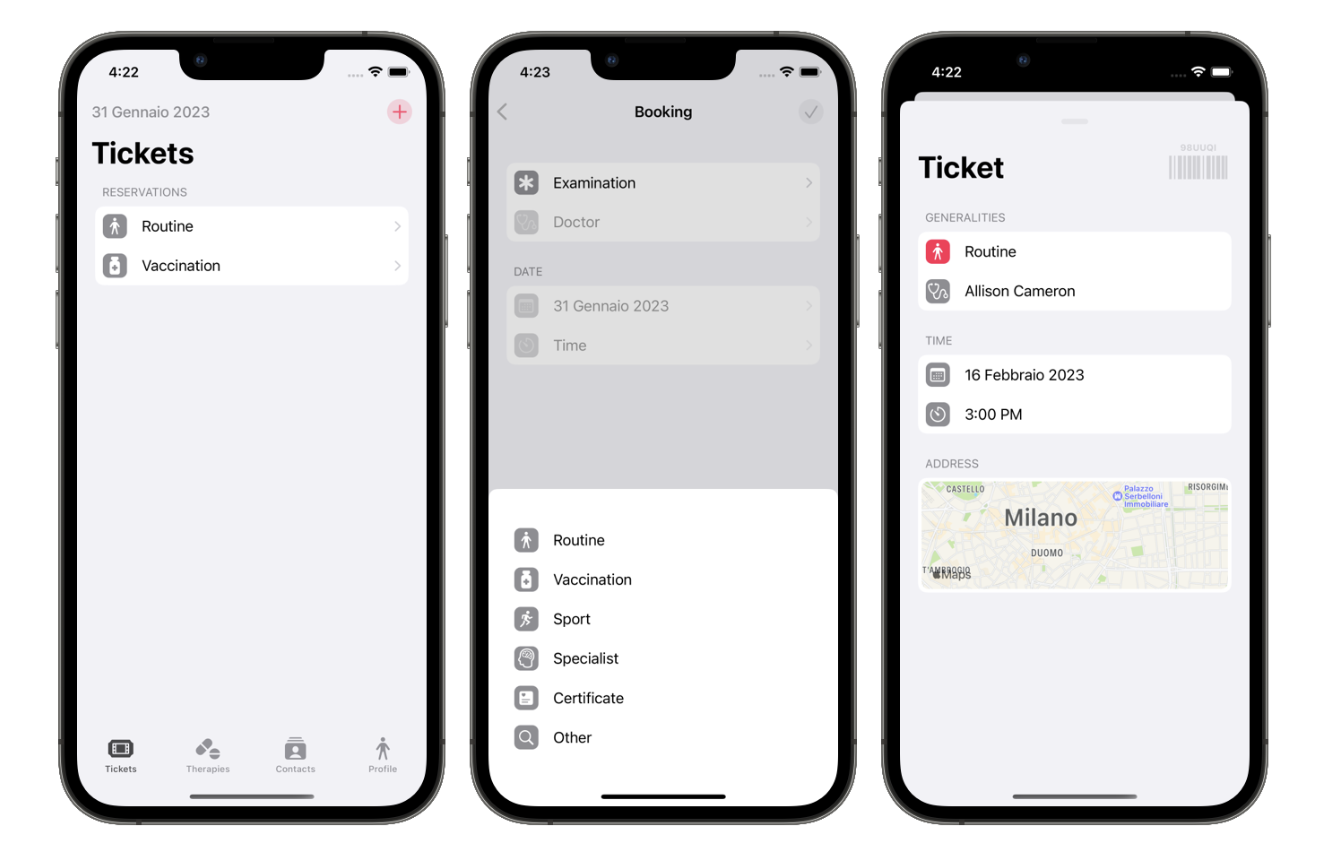 4:22
31 Gennaio 2023
Tickets
RESERVATIONS
Routine
Vaccination
Tickets
Therapies
Contacts
Profile
4:23
Booking
Examination
Doctor
DATE
31 Gennaio 2023
Time
Routine
Vaccination
Sport
Specialist
Certificate
Other
4:22
98UUQI
Ticket
GENERALITIES
Routine
Allison Cameron
TIME
16 Febbraio 2023
3:00 PM
ADDRESS
CASTELLO
Palazzo
Serbelloni
Immobiliare
RISORGIM
Milano
DUOMO
T'AMBROGIO
Maps